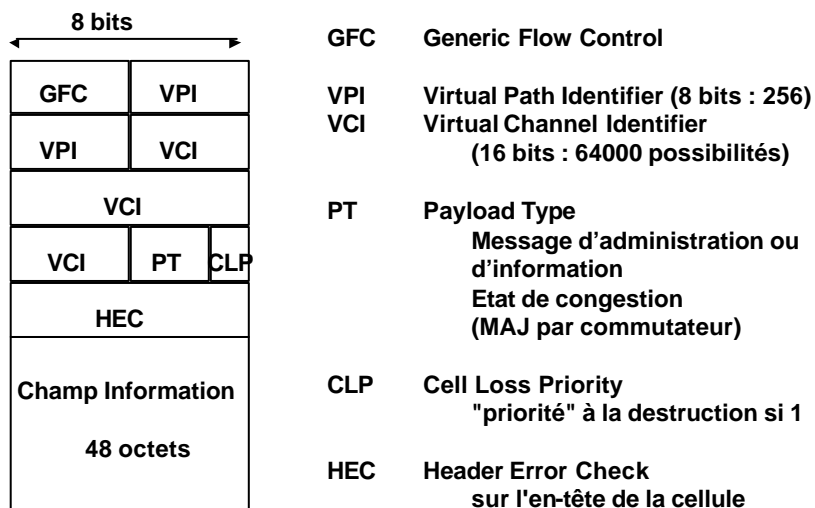 8 bits
GFC VPI
VPI VCI
VCI
VCI PT CLP
HEC
Champ Information
48 octets
GFC Generic Flow Control
VPI Virtual Path Identifier (8 bits : 256)
VCI Virtual Channel Identifier
(16 bits : 64000 possibilités)
PT Payload Type
Message d'administration ou
d'information
Etat de congestion
(MAJ par commutateur)
CLP Cell Loss Priority
"priorité" à la destruction si 1
HEC Header Error Check
sur l'en-tête de la cellule